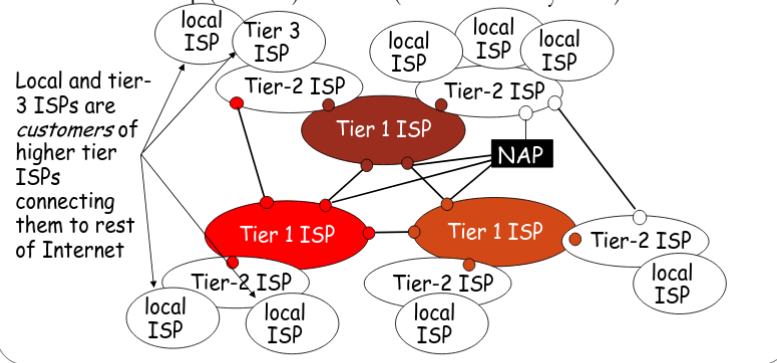 local
ISP
Tier 3
ISP
local
ISP
local
ISP
local
ISP
Tier-2 ISP
Tier-2 ISP
Local and tier-
3 ISPs are
customers of
higher tier
ISPs
connecting
them to rest
of Internet
Tier 1 ISP
NAP
Tier 1 ISP
Tier 1 ISP
Tier-2 ISP
Tier-2 ISP
Tier-2 ISP
local
ISP
local
ISP
local
ISP
local
ISP